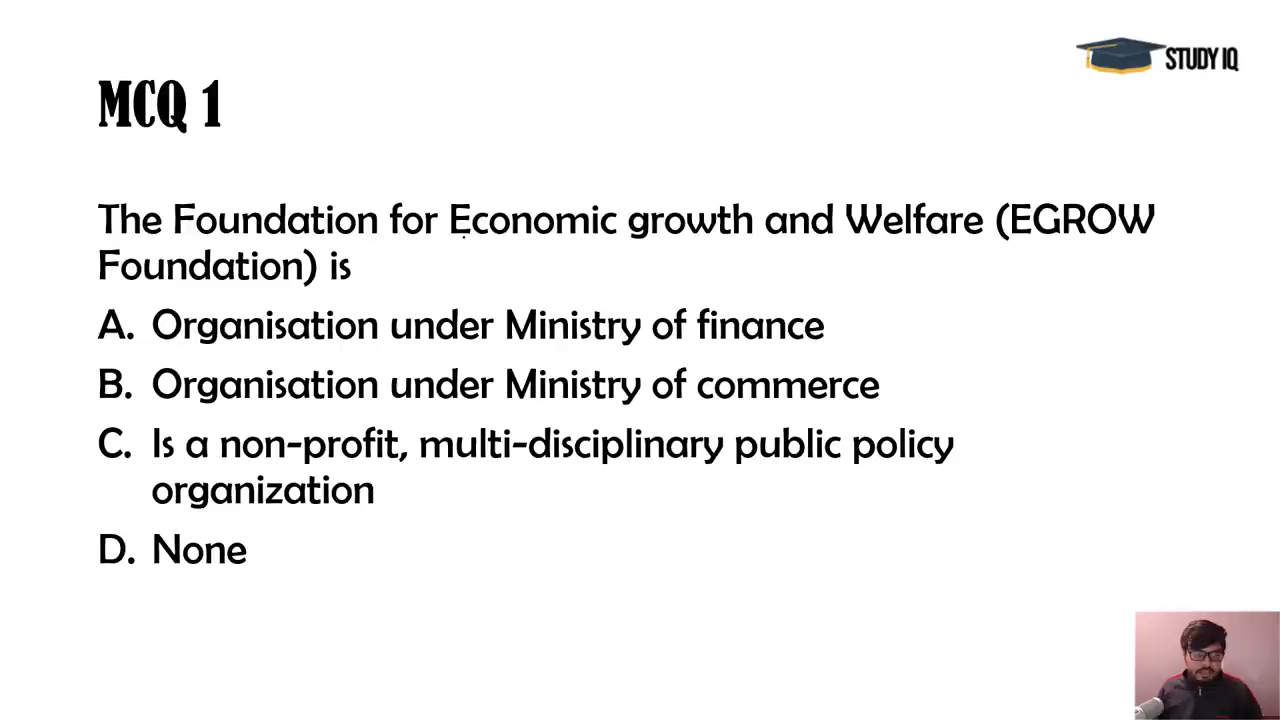 STUDY IQ
MCQ 1
The Foundation for Economic growth and Welfare (EGROW
Foundation) is
A. Organisation under Ministry of finance
B. Organisation under Ministry of commerce
C. Is a non-profit, multi-disciplinary public policy
organization
D. None